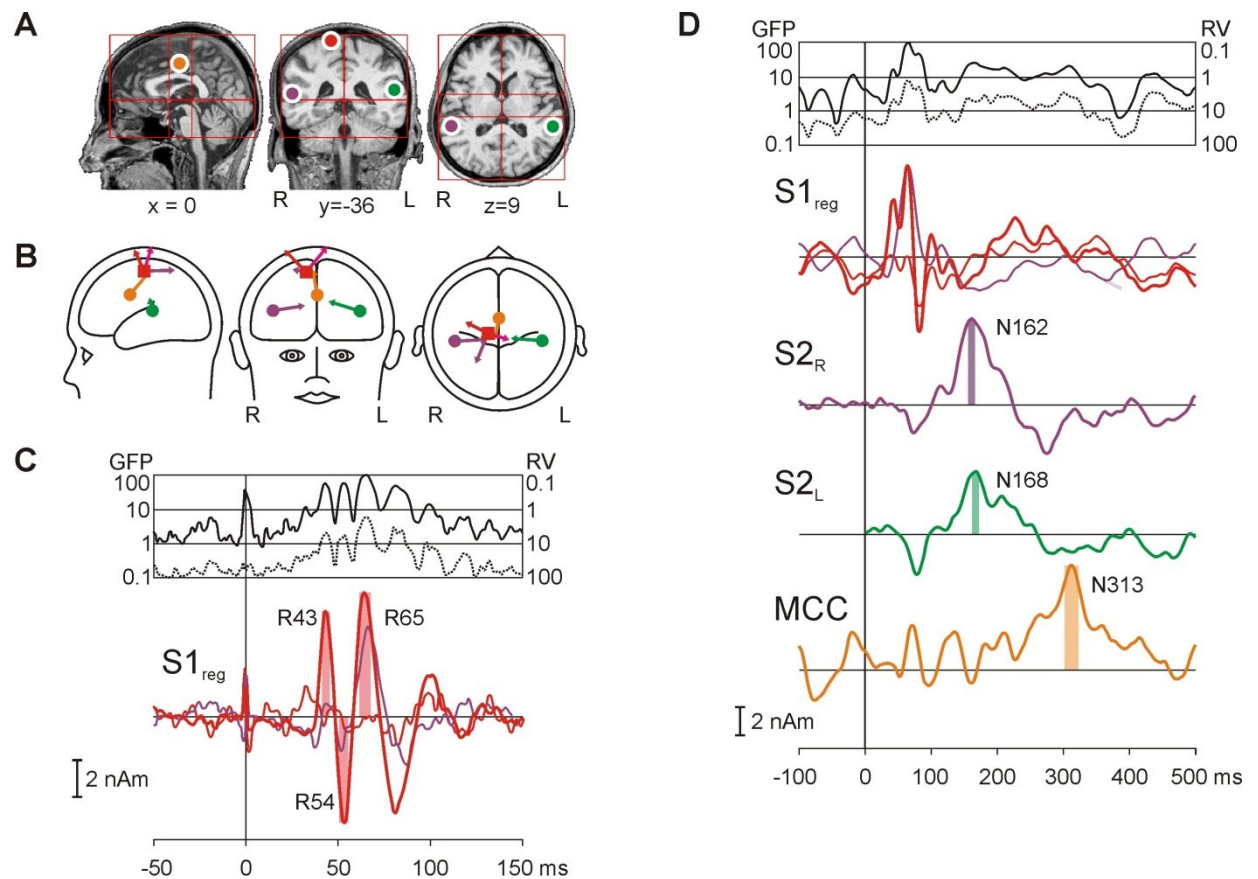 A
R
L
R
L
x = 0
y=-36
z=9
B
R
L
R
L
C
GFP
RV
100
0.1
10
1
1
10
0.1
100
R43
R65
S1reg
R54
2 nAm
-50
0
50
100
150 ms
D
GFP
RV
100
0.1
10
1
1
10
0.1
100
S1reg
N162
S2R
S2L
N168
MCC
N313
2 nAm
-100
0
100
200
300
400
500 ms